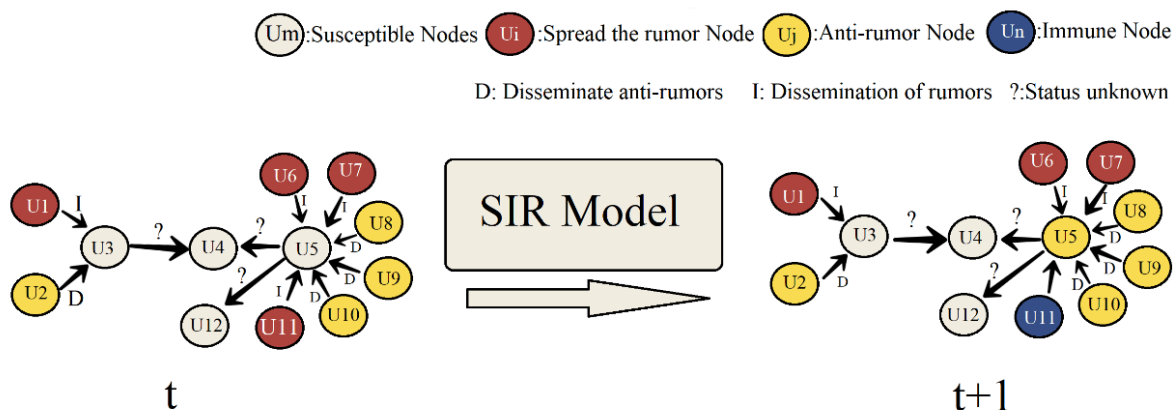 Um :Susceptible Nodes Ui :Spread the rumor Node Uj :Anti-rumor Node Un :Immune Node
D: Disseminate anti-rumors I: Dissemination of rumors ?:Status unknown
U6 U7 U6 U7
U1 I I I U8 SIR Model U1 I I I U8
U3 ? U4 ? U5 D U3 ? U4 ? U5 D
U2 D ? I D D U9 U2 D ? D D U9
U12 U11 U10 U12 U11 U10
t t+1